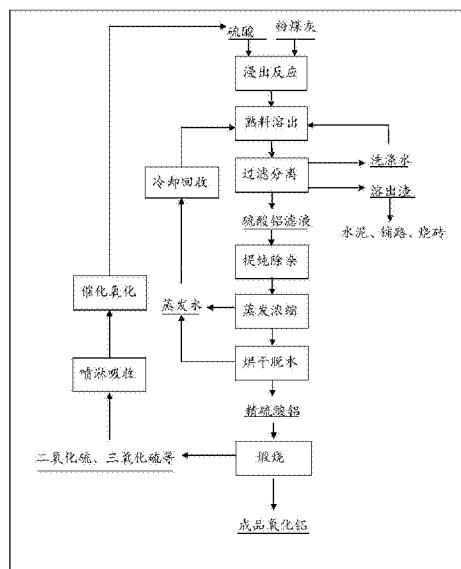 硫酸 粉煤灰
浸出反应
熟料溶出
洗涤水
过滤分离
冷却回收
溶出渣
硫酸铝滤液
水泥、铺路、烧砖
提纯除杂
催化氧化
蒸发水
蒸发浓缩
烘干脱水
喷淋吸收
精硫酸铝
二氧化硫、三氧化硫等
煅烧
成品氧化铝